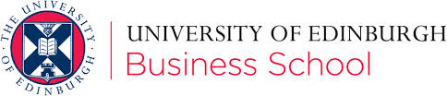 THE UNIVERSITY OF EDINBURGH
UNIVERSITY OF EDINBURGH
Business School